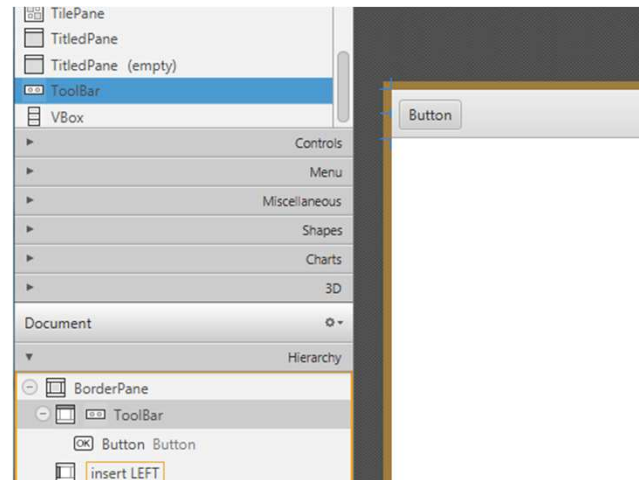 TilePane
TitledPane
TitledPane (empty)
ToolBar
VBox
Controls
Menu
Miscellaneous
Shapes
Charts
3D
Document
Hierarchy
BorderPane
ToolBar
OK Button Button
insert LEFT
Button